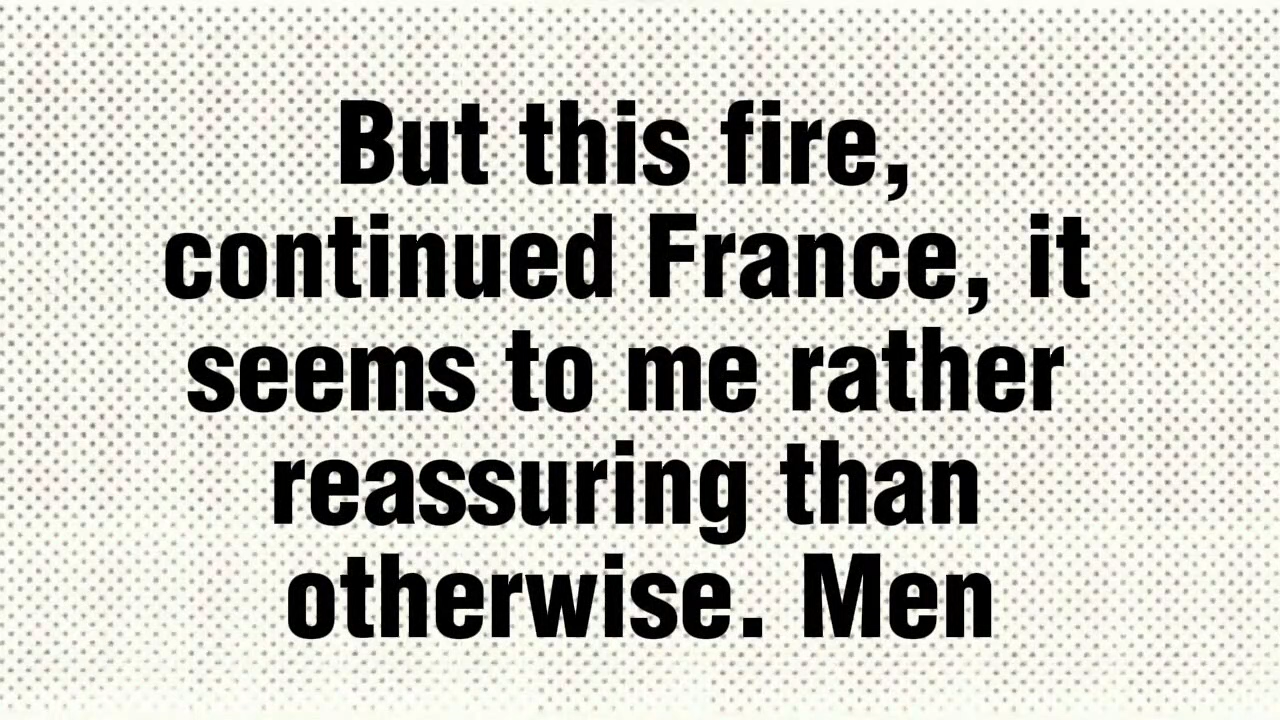 But this fire,
continued France, it
seems to me rather
reassuring than
otherwise. Men